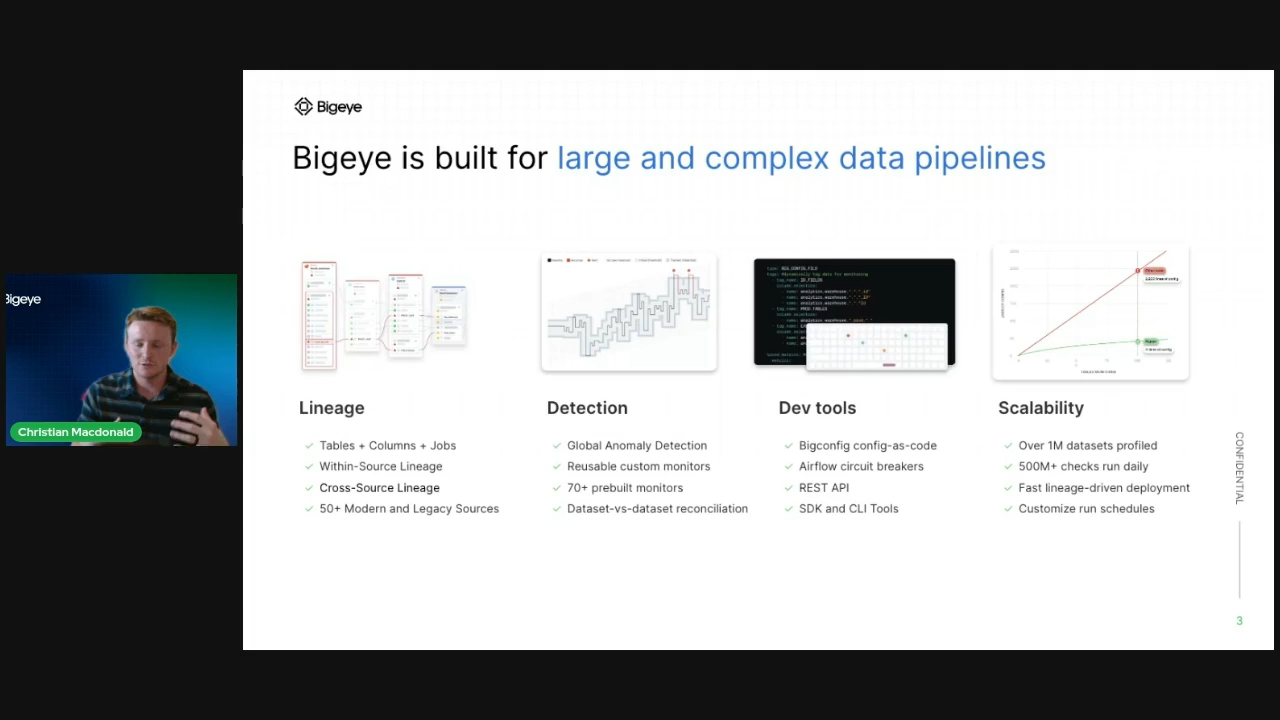 Bigeye
Bigeye is built for large and complex data pipelines
Bigeye
Christian Macdonald
Lineage
Tables + Columns + Jobs
Within-Source Lineage
Cross-Source Lineage
50+ Modern and Legacy Sources
Detection
Global Anomaly Detection
Reusable custom monitors
70+ prebuilt monitors
Dataset-vs-dataset reconciliation
Dev tools
Bigconfig config-as-code
Airflow circuit breakers
REST API
SDK and CLI Tools
Scalability
Over 1M datasets profiled
500M+ checks run daily
Fast lineage-driven deployment
Customize run schedules
CONFIDENTIAL
3